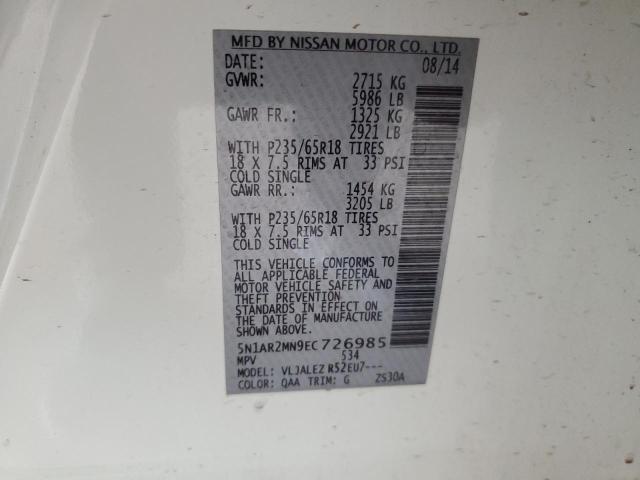 MFD BY NISSAN MOTOR CO., LTD.
DATE: 08/14
GVWR: 2715 KG
5986 LB
GAWR FR.: 1325 KG
2921 LB
WITH P235/65R18 TIRES
18 X 7.5 RIMS AT 33 PSI
COLD SINGLE
GAWR RR.: 1454 KG
3205 LB
WITH P235/65R18 TIRES
18 X 7.5 RIMS AT 33 PSI
COLD SINGLE
THIS VEHICLE CONFORMS TO
ALL APPLICABLE FEDERAL
MOTOR VEHICLE SAFETY AND
THEFT PREVENTION
STANDARDS IN EFFECT ON
THE DATE OF MANUFACTURE
SHOWN ABOVE.
5N1AR2MN9EC726985
MPV 534
MODEL: VLJALEZ R52EU7---
COLOR: QAA TRIM: G ZS30A